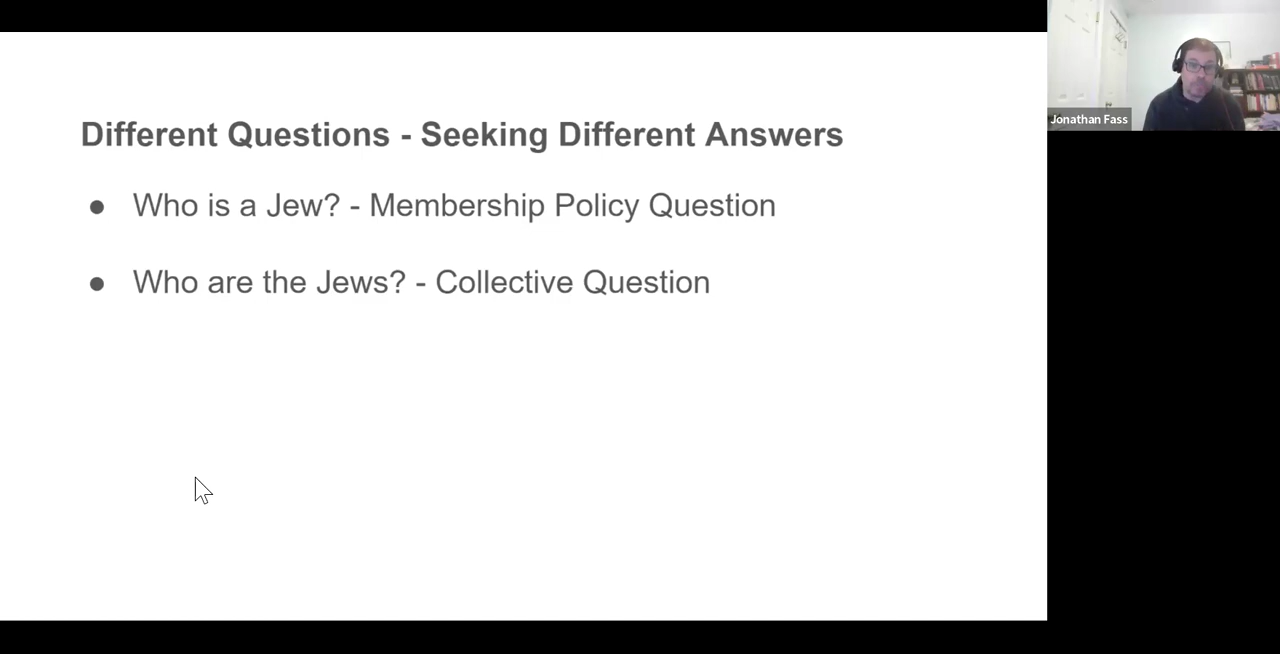 Different Questions - Seeking Different Answers
● Who is a Jew? - Membership Policy Question
● Who are the Jews? - Collective Question
Jonathan Fass